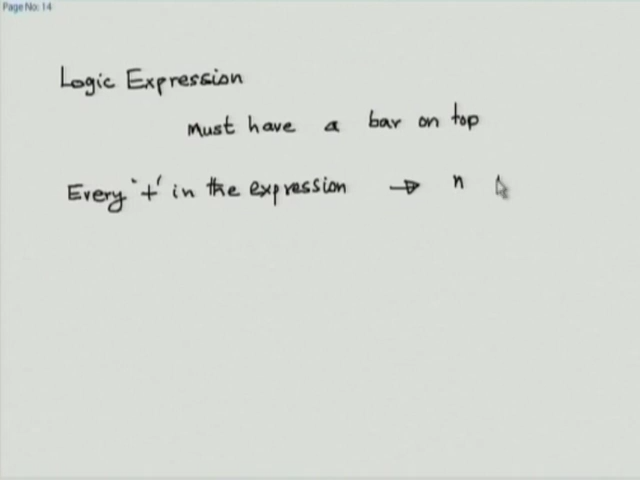 Page No: 14
Logic Expression
Must have a bar on top
Every '+' in the expression → n